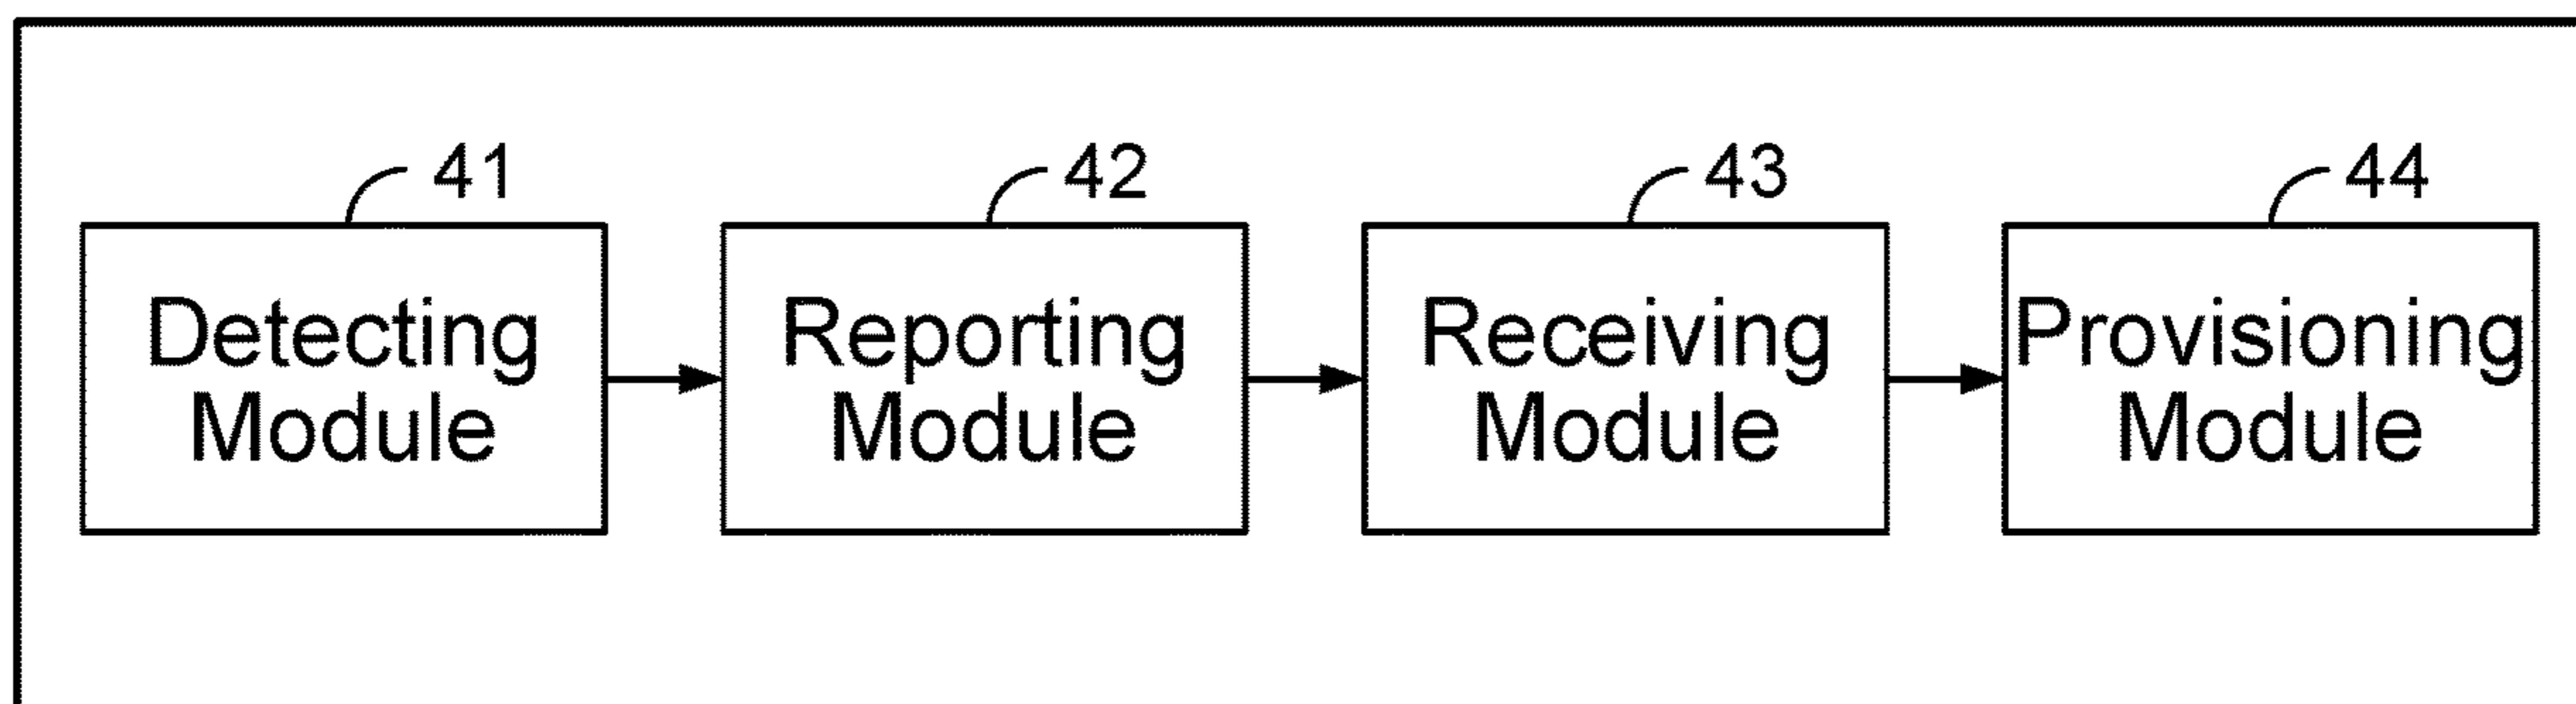 41
42
43
44
Detecting
Module
Reporting
Module
Receiving
Module
Provisioning
Module